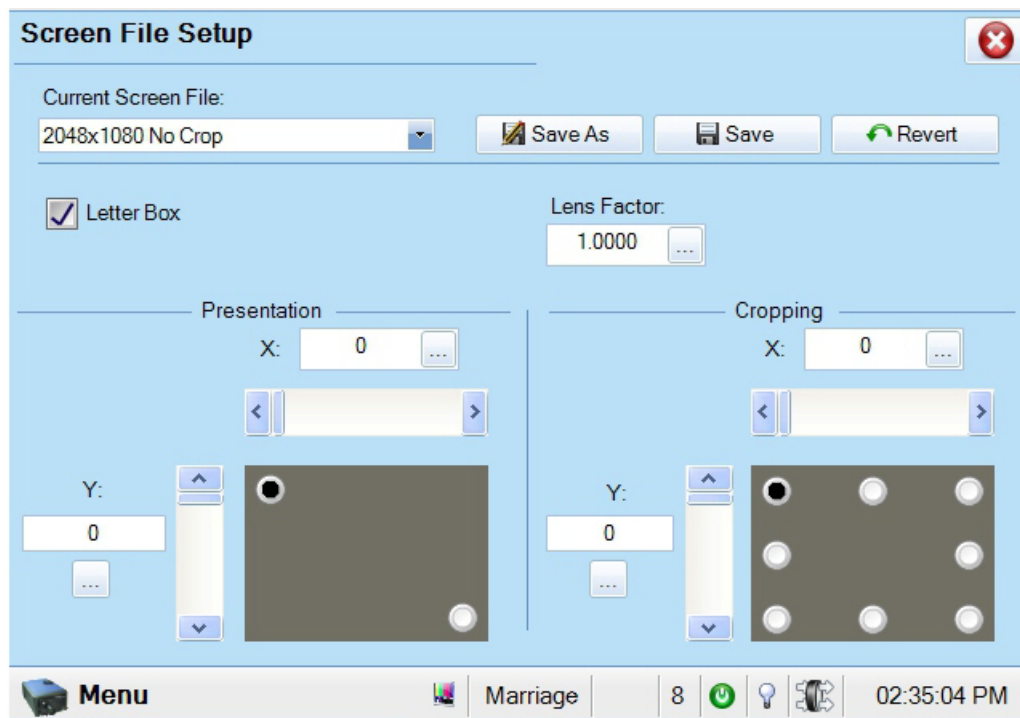 Screen File Setup
Current Screen File:
2048x1080 No Crop
Save As
Save
Revert
Letter Box
Lens Factor:
1.0000
...
Presentation
X:
0
...
Y:
0
...
Cropping
X:
0
...
Y:
0
...
Menu
Marriage
8
02:35:04 PM